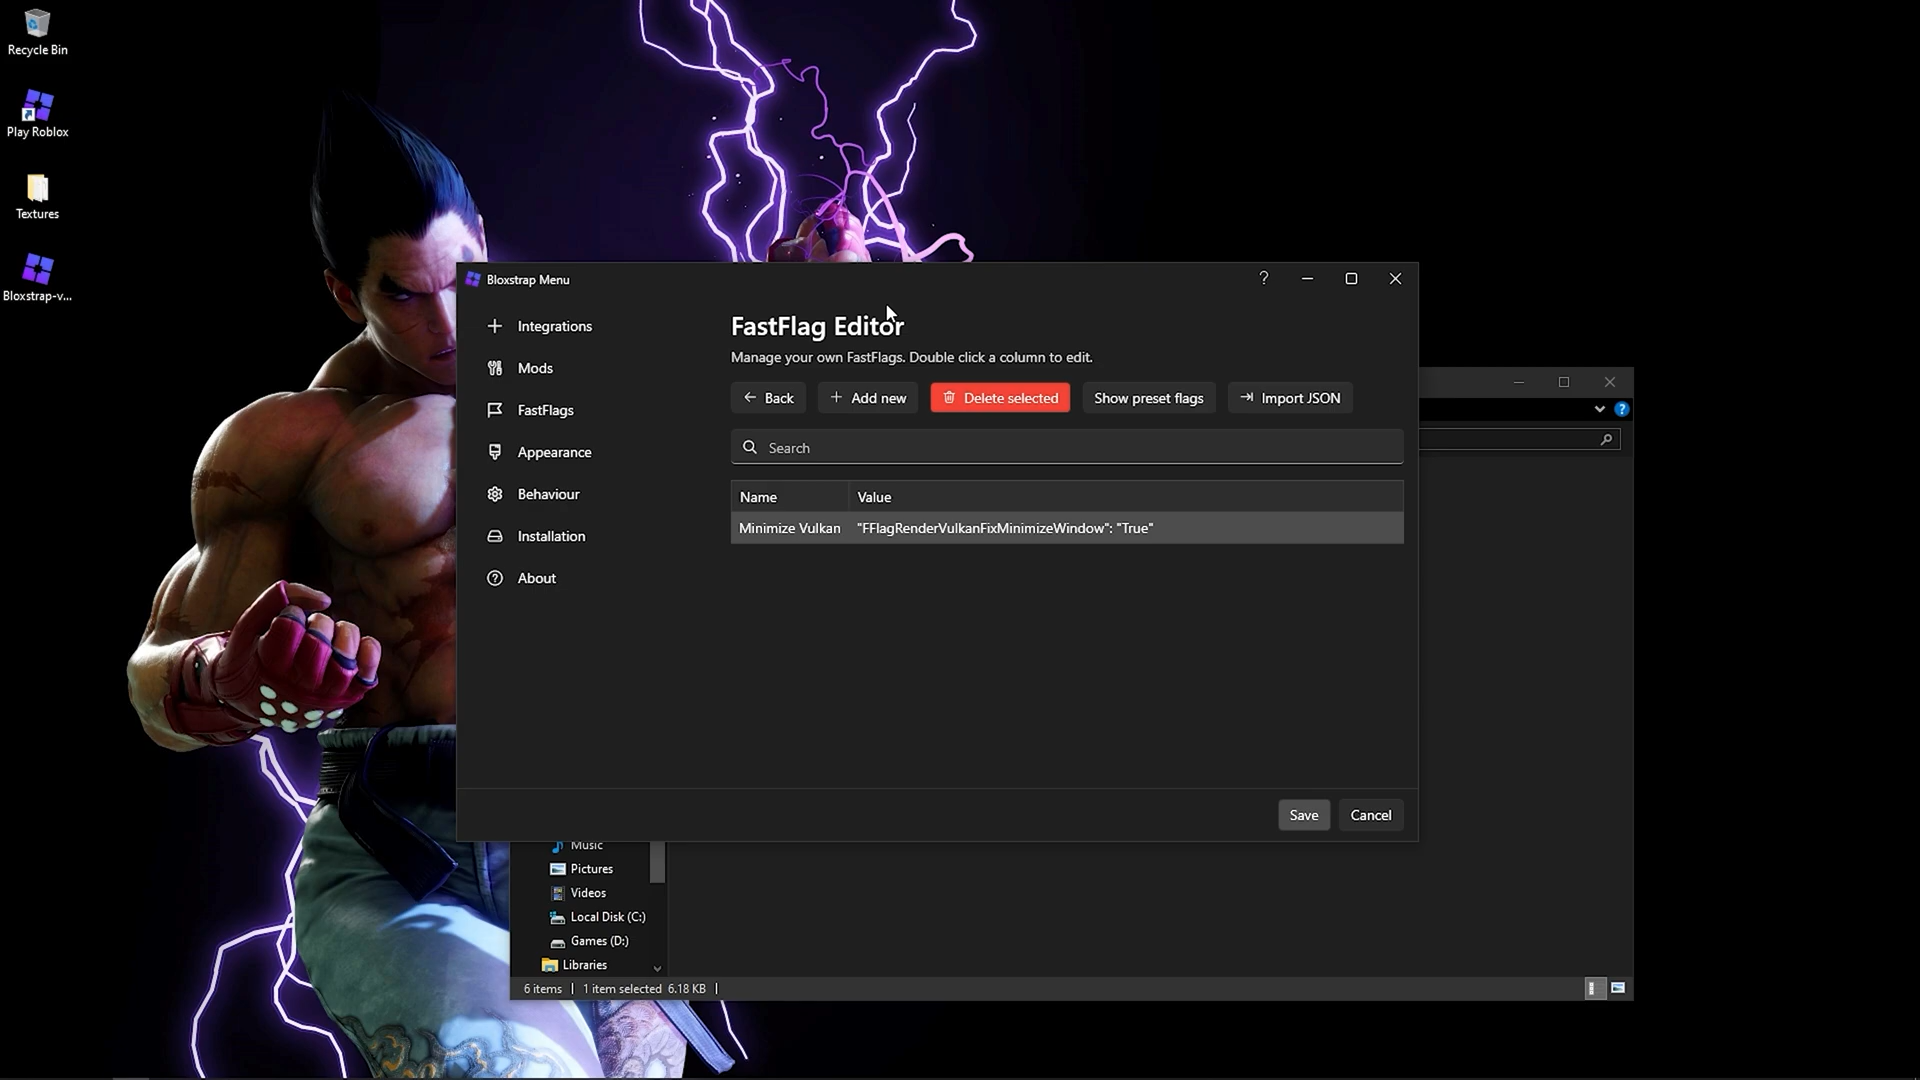 Recycle Bin
Play Roblox
Textures
Bloxstrap-v...
Bloxstrap Menu
?
Integrations
Mods
FastFlags
Appearance
Behaviour
Installation
About
FastFlag Editor
Manage your own FastFlags. Double click a column to edit.
Back
Add new
Delete selected
Show preset flags
Import JSON
Search
Name Value
Minimize Vulkan "FFlagRenderVulkanFixMinimizeWindow": "True"
Save
Cancel
?
Music
Pictures
Videos
Local Disk (C:)
Games (D:)
Libraries
6 items | 1 item selected 6.18 KB |